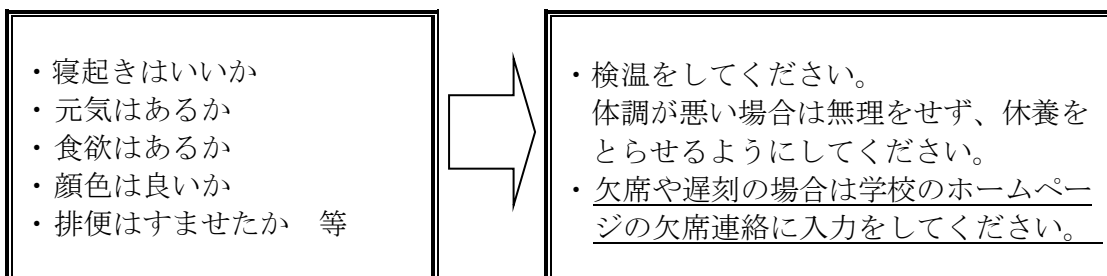 ・寝起きはいいか
・元気はあるか
・食欲はあるか
・顔色は良いか
・排便はすませたか　等
・検温をしてください。
体調が悪い場合は無理をせず、休養を
とらせるようにしてください。
・欠席や遅刻の場合は学校のホームペー
ジの欠席連絡に入力をしてください。